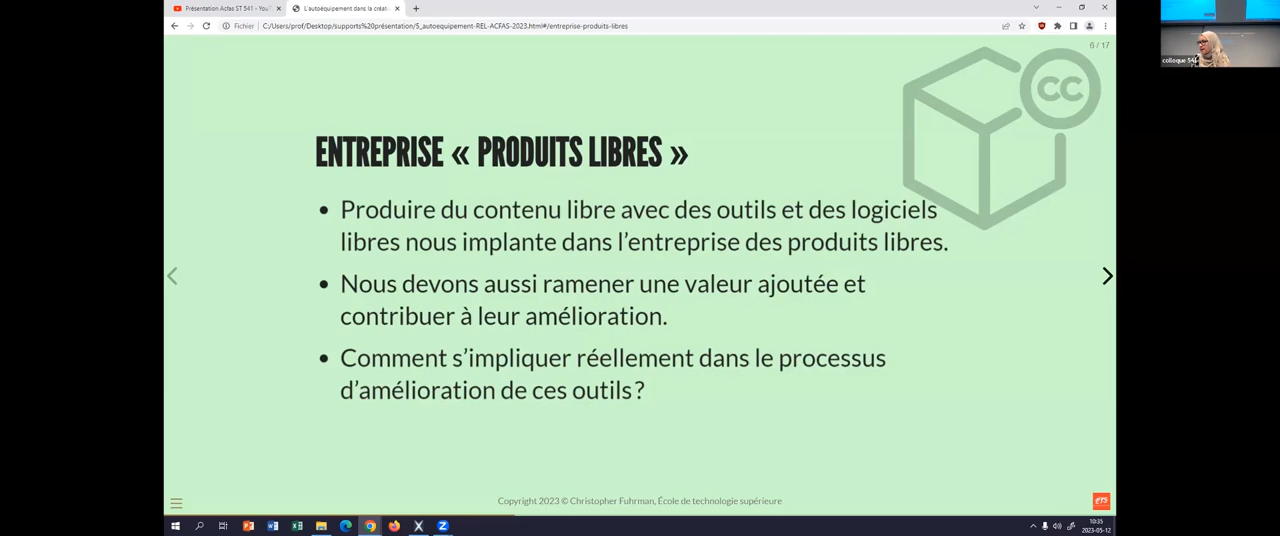 Présentation Acfas ST 541 - YouT
L'autoéquipement dans la créati
Fichier
C:/Users/prof/Desktop/supports%20présentation/5_autoequipement-REL-ACFAS-2023.html#/entreprise-produits-libres
colloque 541
6 / 17
CC
ENTREPRISE « PRODUITS LIBRES »
• Produire du contenu libre avec des outils et des logiciels
libres nous implante dans l’entreprise des produits libres.
• Nous devons aussi ramener une valeur ajoutée et
contribuer à leur amélioration.
• Comment s’impliquer réellement dans le processus
d’amélioration de ces outils ?
Copyright 2023 © Christopher Fuhrman, École de technologie supérieure
ETS
10:35
2023-05-12